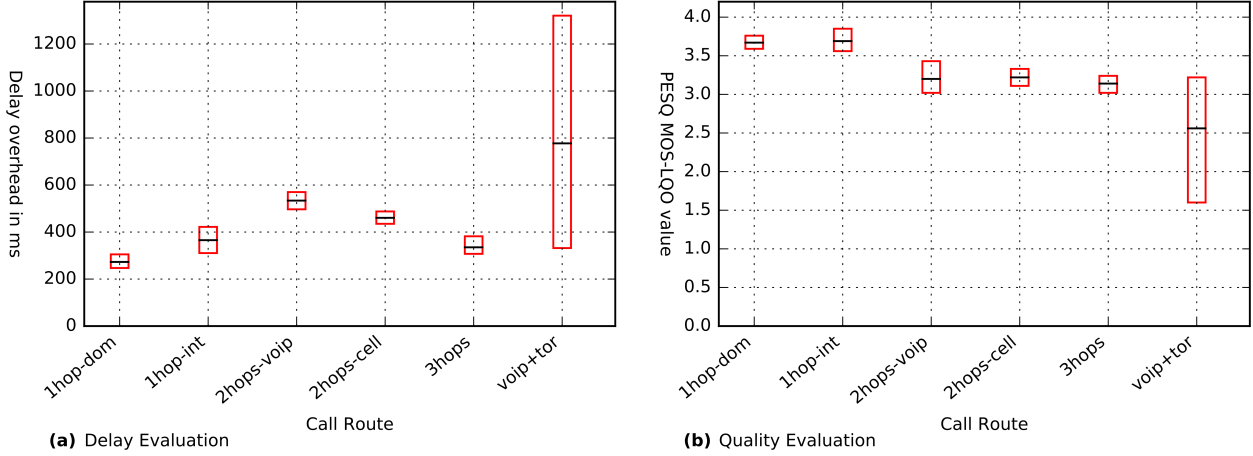 1200
1000
800
600
400
200
0
Delay overhead in ms
1hop-dom
1hop-int
2hops-voip
2hops-cell
3hops
voip+tor
Call Route
(a) Delay Evaluation
4.0
3.5
3.0
2.5
2.0
1.5
1.0
0.5
0.0
PESQ MOS-LQO value
1hop-dom
1hop-int
2hops-voip
2hops-cell
3hops
voip+tor
Call Route
(b) Quality Evaluation